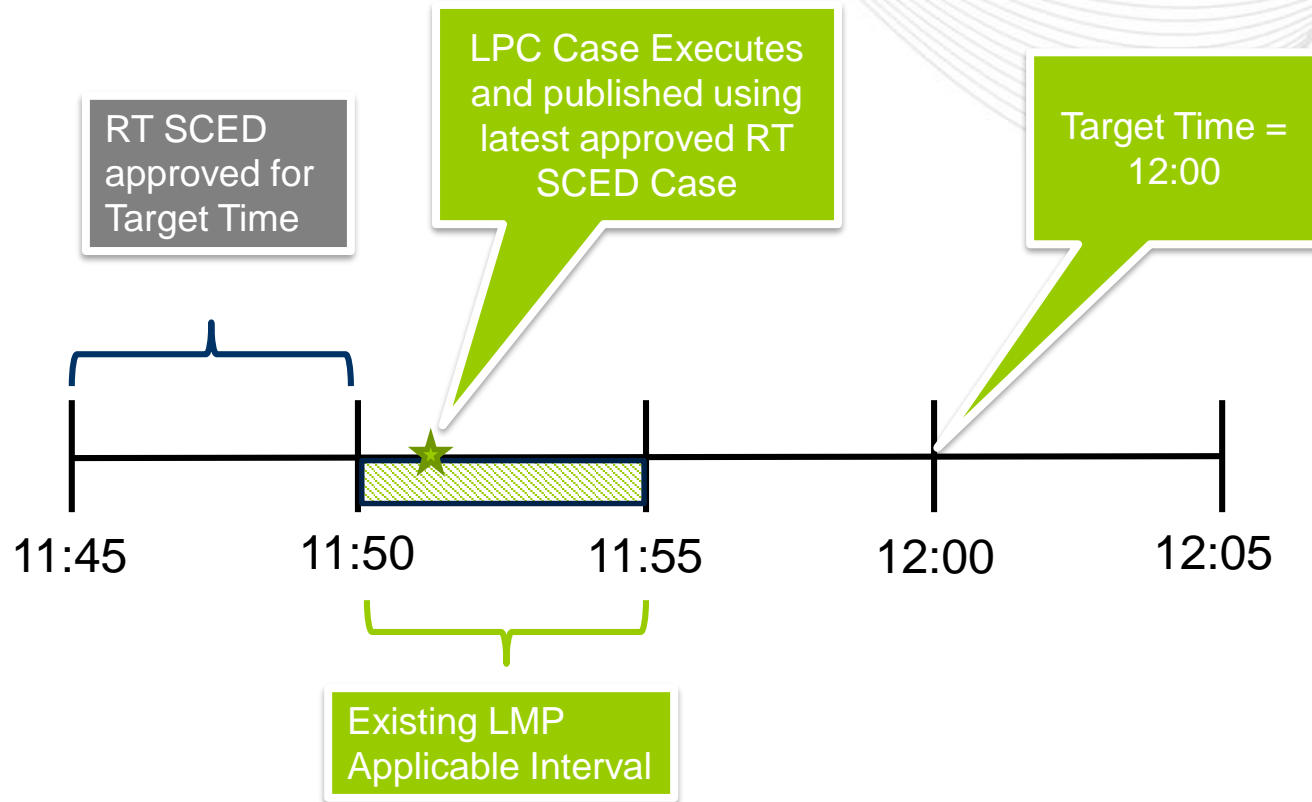 LPC Case Executes
and published using
latest approved RT
SCED Case
RT SCED
approved for
Target Time
Target Time =
12:00
11:45
11:50
11:55
12:00
12:05
Existing LMP
Applicable Interval